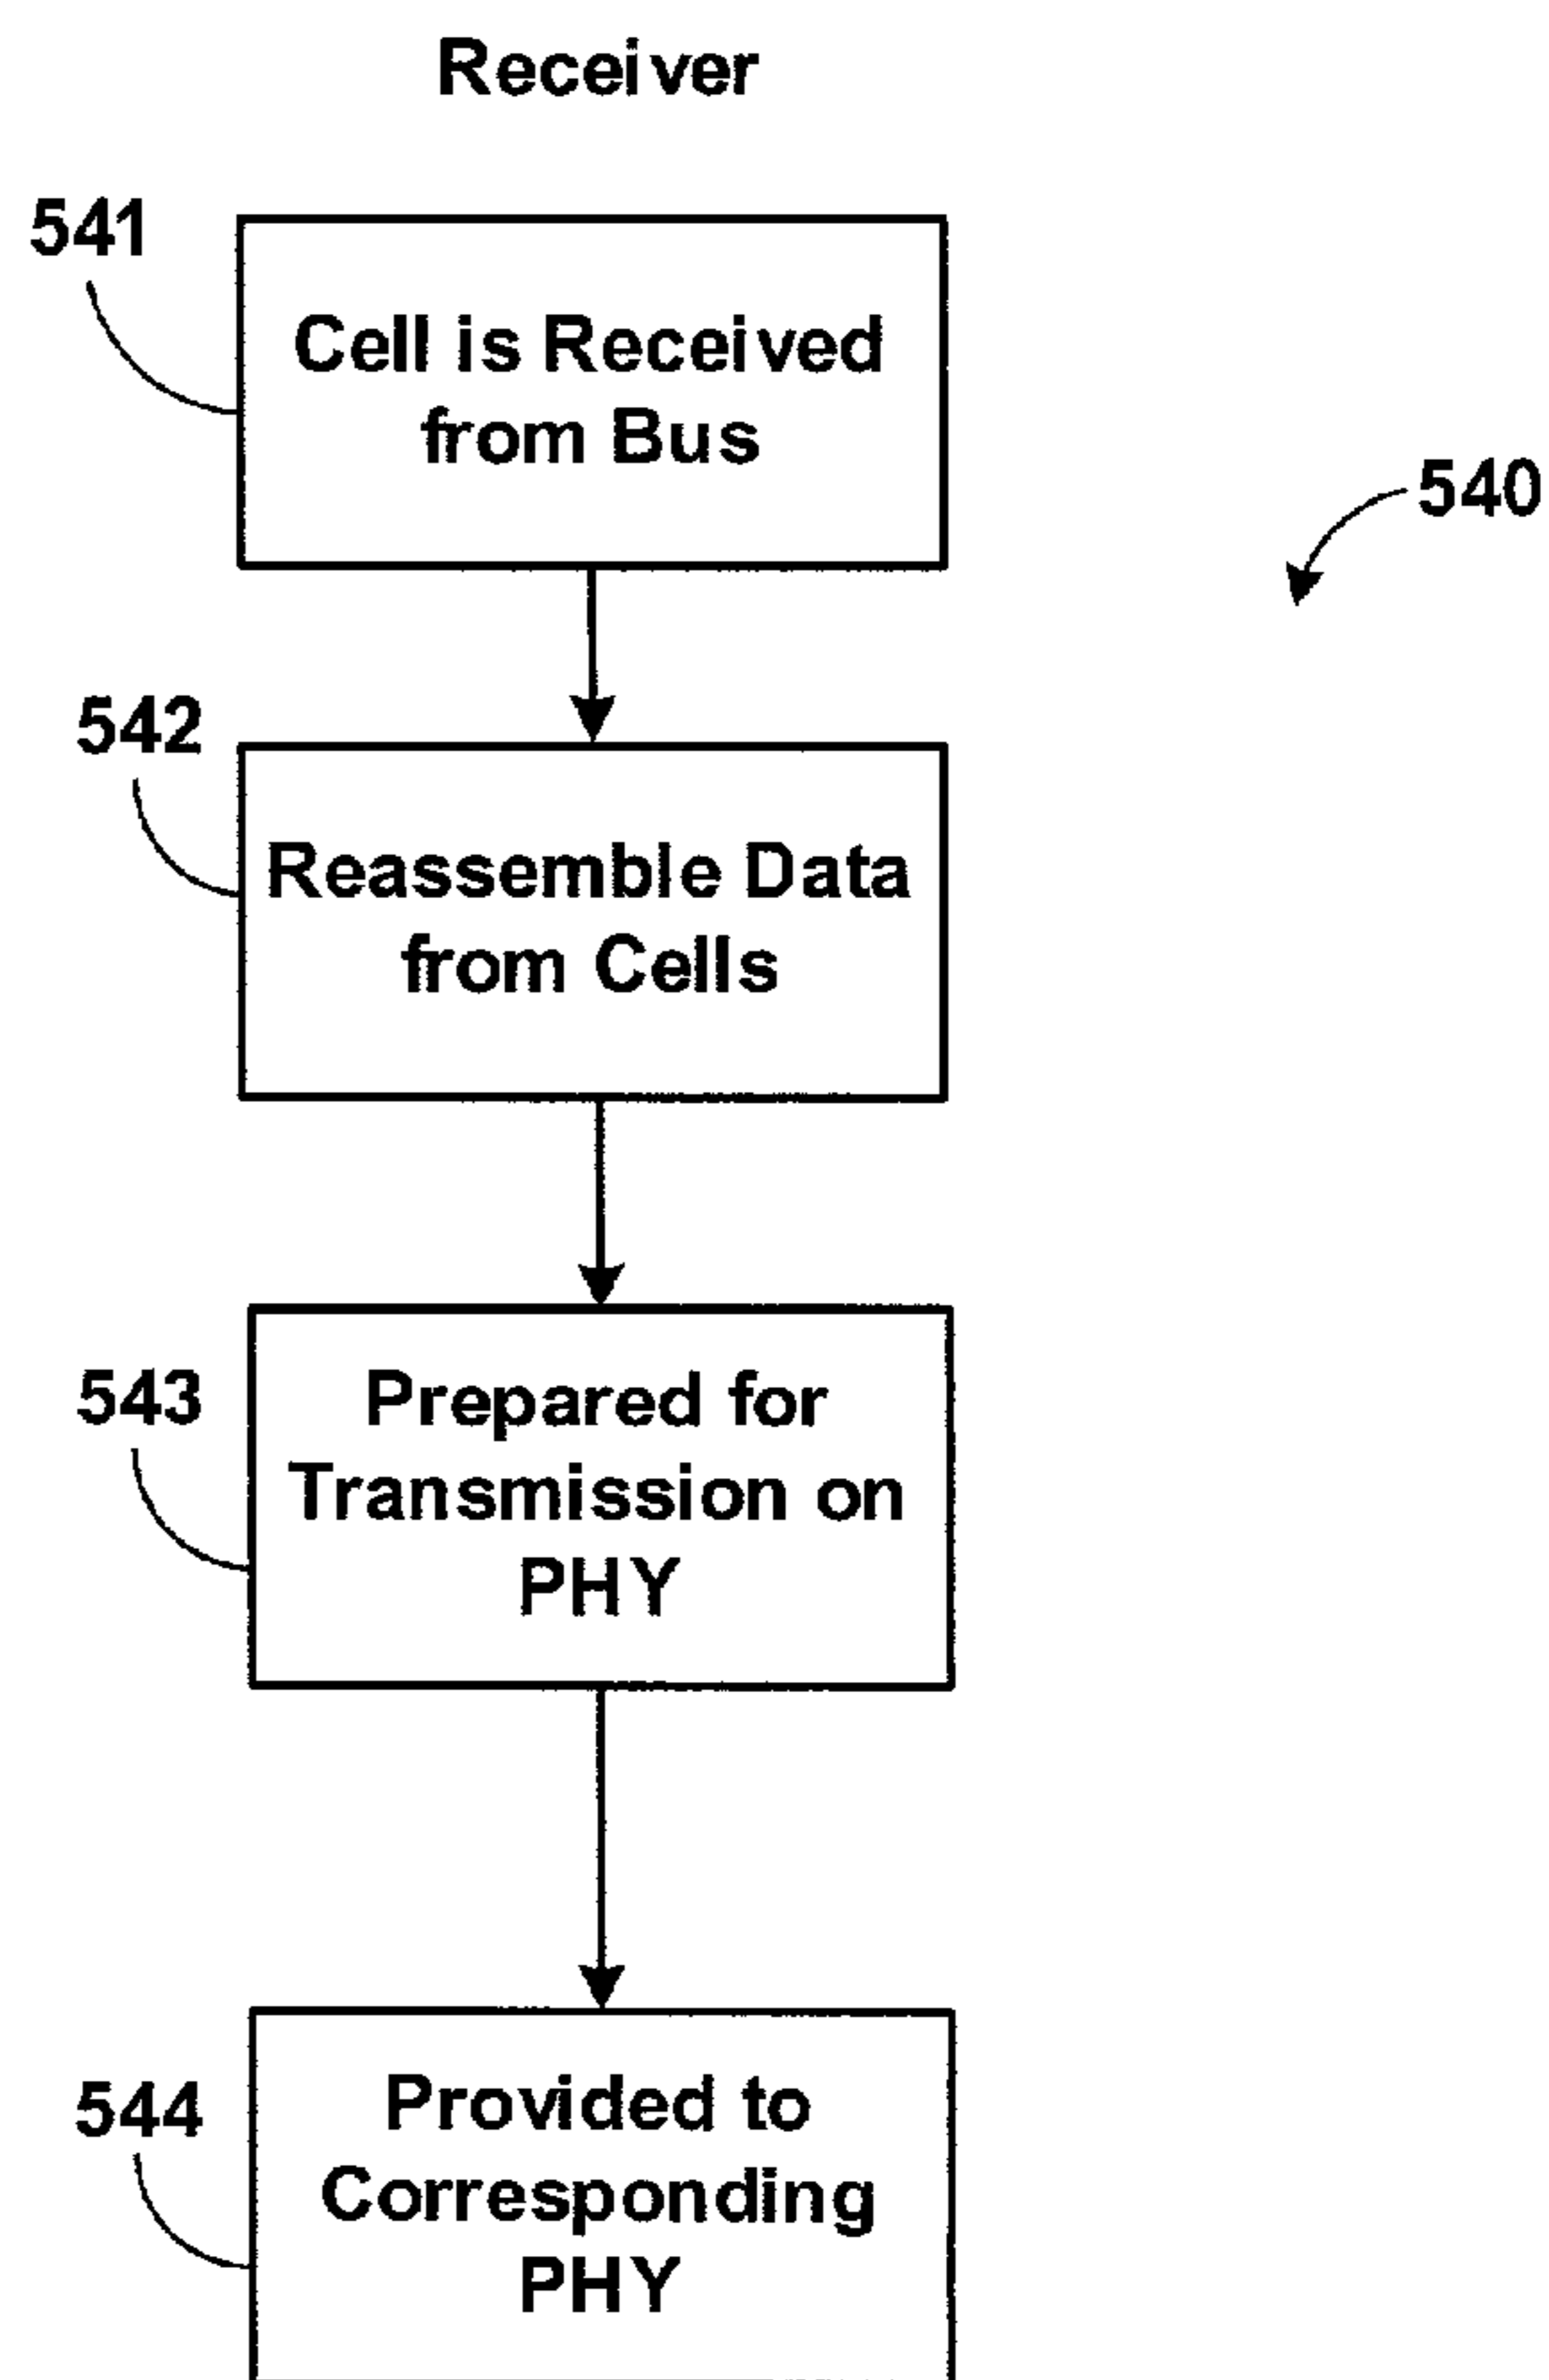 Receiver
541
Cell is Received
from Bus
540
542
Reassemble Data
from Cells
543
Prepared for
Transmission on
PHY
544
Provided to
Corresponding
PHY